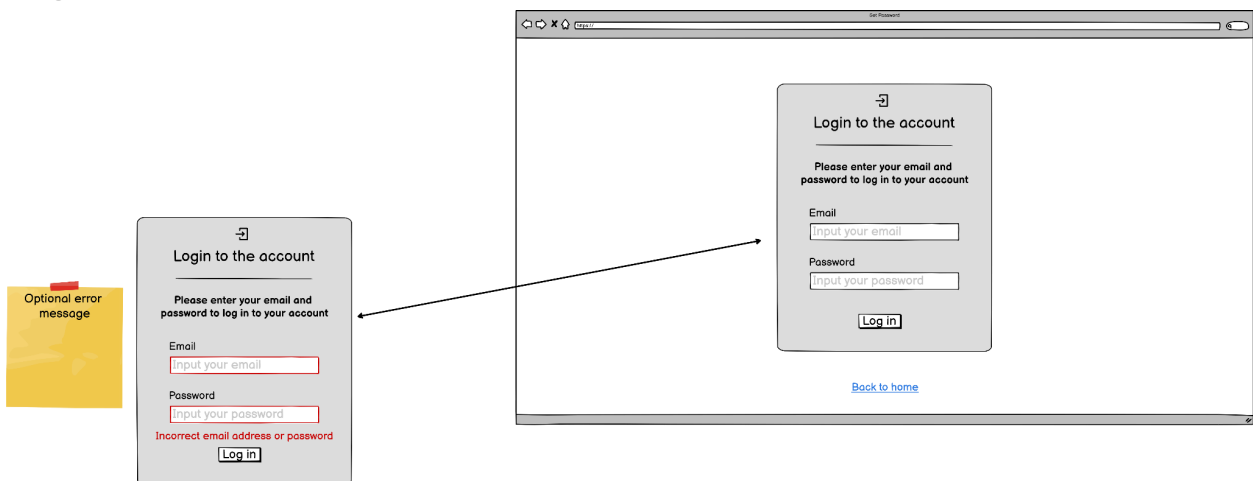 Get Password
https://
Login to the account
Please enter your email and
password to log in to your account
Email
Input your email
Password
Input your password
Log in
Back to home
Optional error
message
Login to the account
Please enter your email and
password to log in to your account
Email
Input your email
Password
Input your password
Incorrect email address or password
Log in